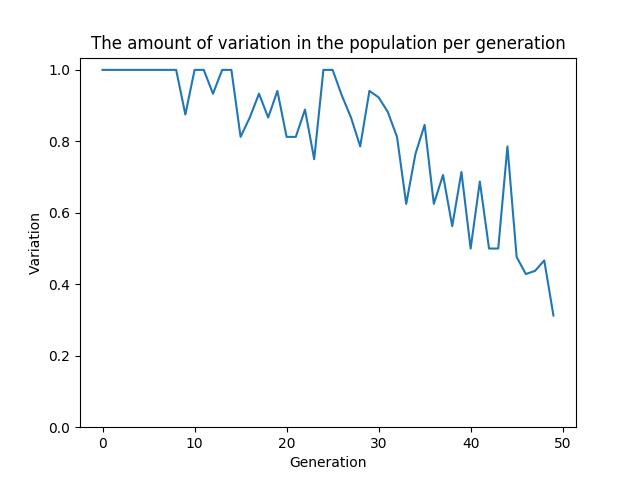 The amount of variation in the population per generation
1.0
0.8
0.6
0.4
0.2
0.0
Variation
0 10 20 30 40 50
Generation